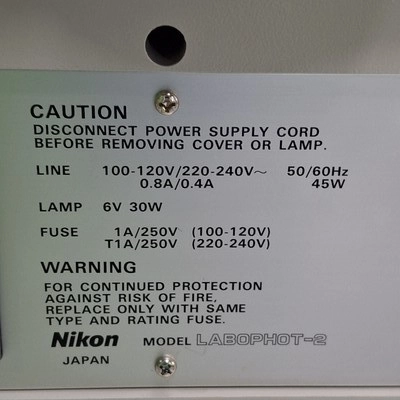 CAUTION
DISCONNECT POWER SUPPLY CORD
BEFORE REMOVING COVER OR LAMP.
LINE 100-120V/220-240V~ 50/60Hz
0.8A/0.4A 45W
LAMP 6V 30W
FUSE 1A/250V (100-120V)
T1A/250V (220-240V)
WARNING
FOR CONTINUED PROTECTION
AGAINST RISK OF FIRE,
REPLACE ONLY WITH SAME
TYPE AND RATING FUSE.
Nikon MODEL LABOPHOT-2
JAPAN